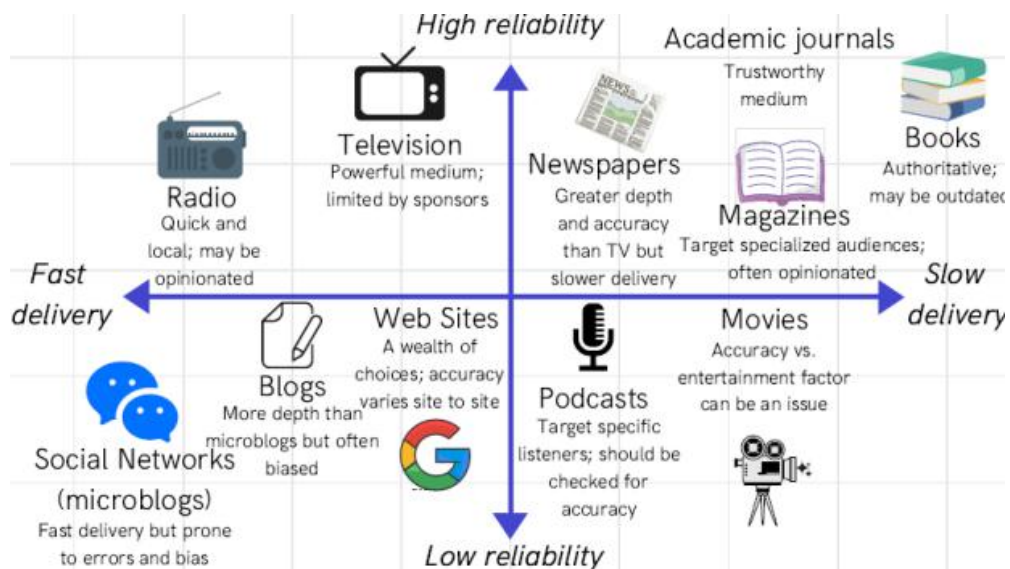 High reliability
Academic journals
Trustworthy
medium
Television
Powerful medium;
limited by sponsors
Radio
Quick and
local; may be
opinionated
NEWS
Newspapers
Greater depth
and accuracy
than TV but
slower delivery
Magazines
Target specialized audiences;
often opinionated
Books
Authoritative;
may be outdated
Fast
delivery
Slow
delivery
Social Networks
(microblogs)
Fast delivery but prone
to errors and bias
Blogs
More depth than
microblogs but often
biased
Web Sites
A wealth of
choices; accuracy
varies site to site
G
Podcasts
Target specific
listeners; should be
checked for
accuracy
Movies
Accuracy vs.
entertainment factor
can be an issue
Low reliability